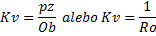 Kv = pz/Ob alebo Kv = 1/Ro